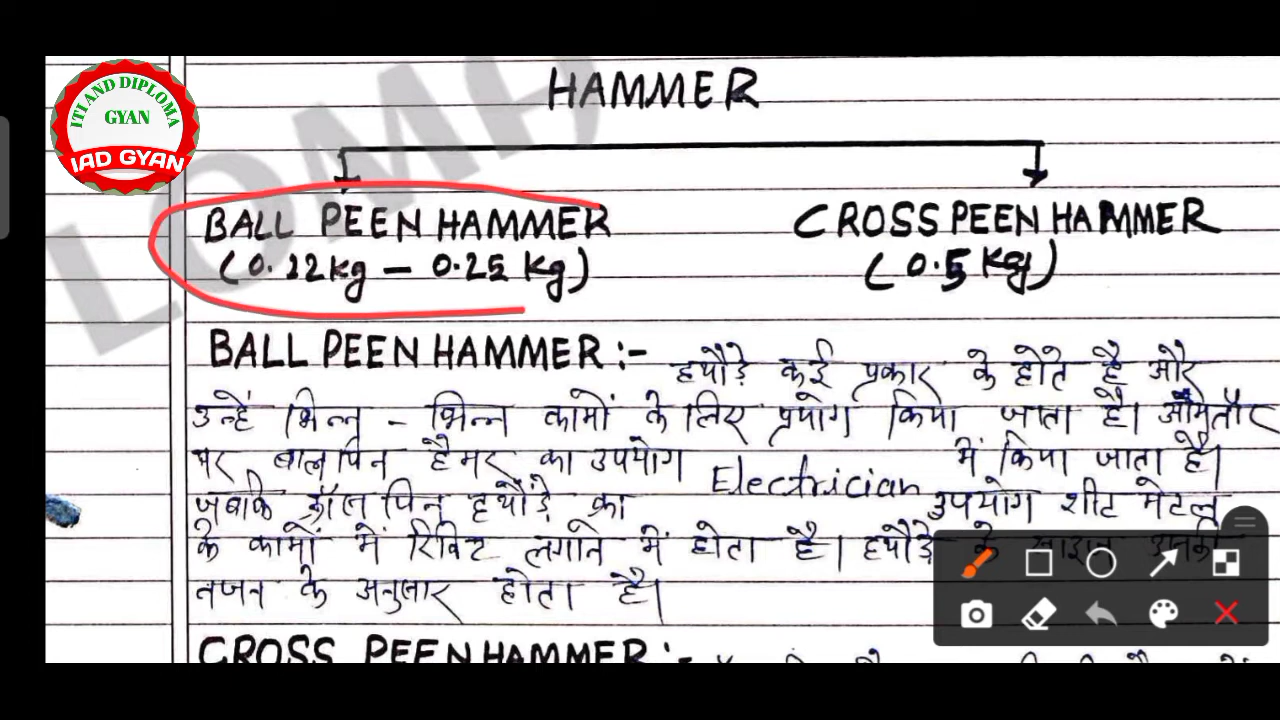 ITI AND DIPLOMA
GYAN
IAD GYAN
HAMMER
BALL PEEN HAMMER
(0.12Kg – 0.25 Kg)
CROSS PEEN HAMMER
(0.5 Kg)
BALL PEEN HAMMER :-
हथौड़े कई प्रकार के होते है और
उन्हें भिन्न - भिन्न कामों के लिए प्रयोग किया जाता है। आमतौर
पर बालपिन हैमर का उपयोग Electrician में किया जाता है।
जबकि क्रॉस पिन हथौड़े का उपयोग शीट मेटल
के कामों में रिविट लगाने में होता है। हथौड़े के साइज उनकी
वजन के अनुसार होता है।
CROSS PEEN HAMMER :-